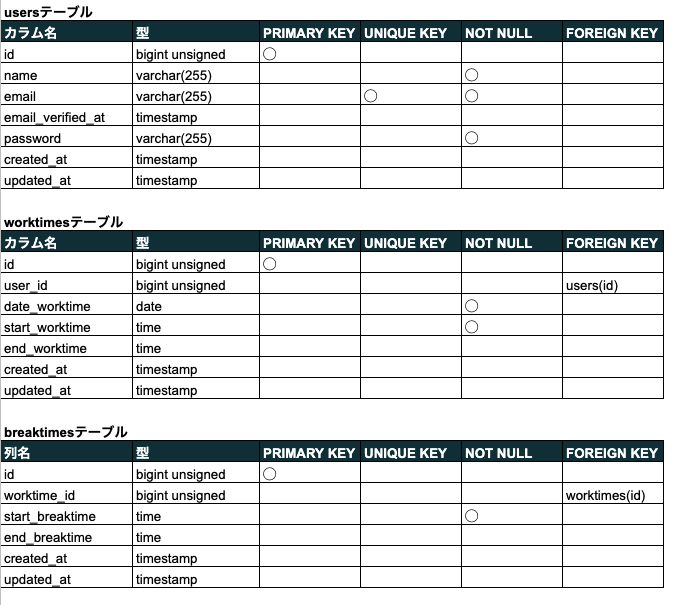 usersテーブル
カラム名 型 PRIMARY KEY UNIQUE KEY NOT NULL FOREIGN KEY
id bigint unsigned ○
name varchar(255) ○
email varchar(255) ○ ○
email_verified_at timestamp
password varchar(255) ○
created_at timestamp
updated_at timestamp
worktimesテーブル
カラム名 型 PRIMARY KEY UNIQUE KEY NOT NULL FOREIGN KEY
id bigint unsigned ○
user_id bigint unsigned users(id)
date_worktime date ○
start_worktime time ○
end_worktime time
created_at timestamp
updated_at timestamp
breaktimesテーブル
列名 型 PRIMARY KEY UNIQUE KEY NOT NULL FOREIGN KEY
id bigint unsigned ○
worktime_id bigint unsigned worktimes(id)
start_breaktime time ○
end_breaktime time
created_at timestamp
updated_at timestamp